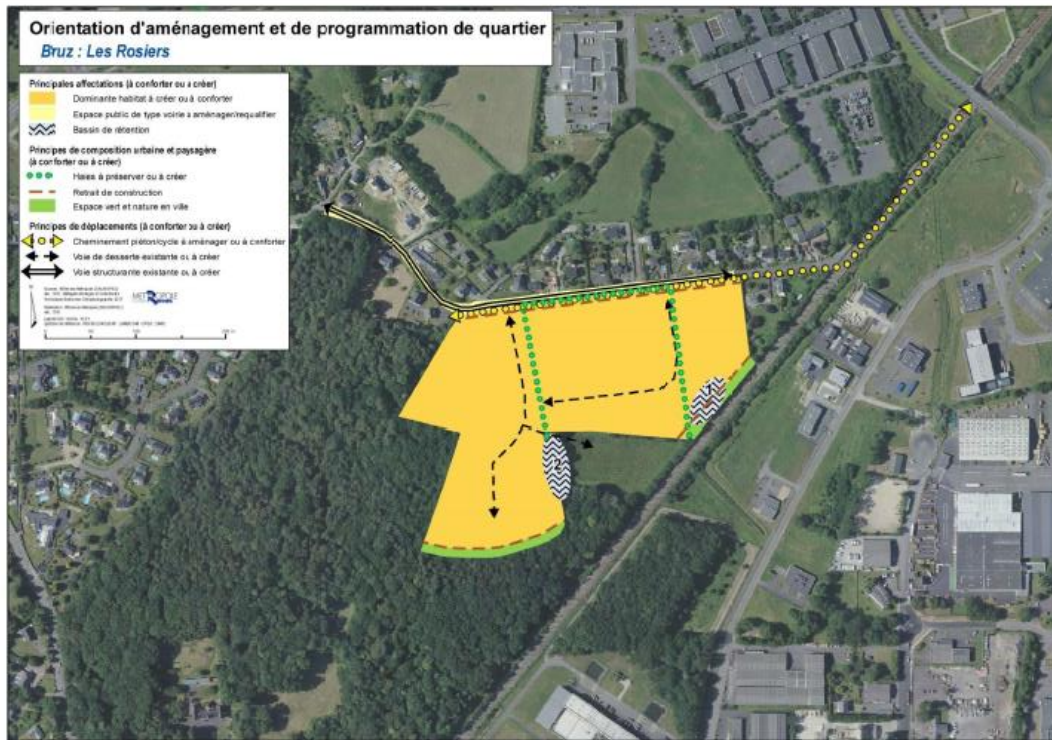 Orientation d'aménagement et de programmation de quartier
Bruz : Les Rosiers
Principales affectations (à conforter ou à créer)
Dominante habitat à créer ou à conforter
Espace public de type voirie à aménager/requalifier
Bassin de rétention
Principes de composition urbaine et paysagère
(à conforter ou à créer)
Haies à préserver ou à créer
Retrait de construction
Espace vert et nature en ville
Principes de déplacements (à conforter ou à créer)
Cheminement piéton/cycle à aménager ou à conforter
Voie de desserte existante ou à créer
Voie structurante existante ou à créer
METROPOLE